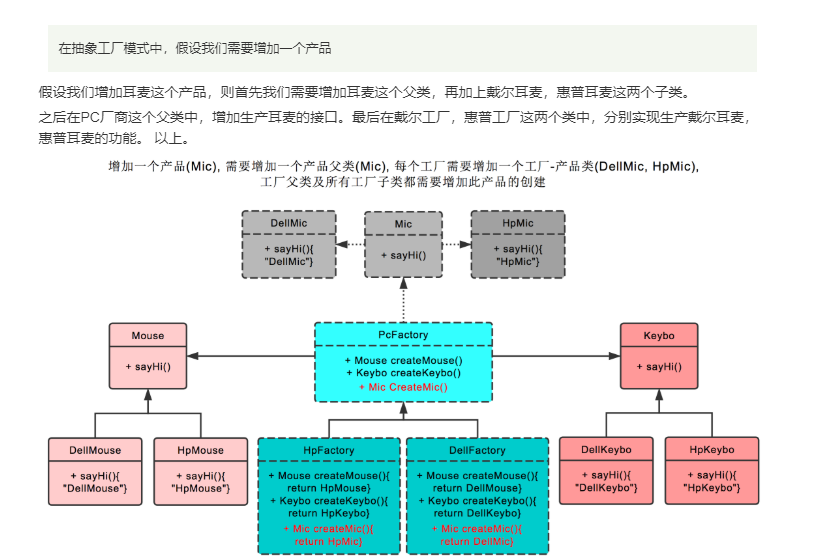 在抽象工厂模式中，假设我们需要增加一个产品
假设我们增加耳麦这个产品，则首先我们需要增加耳麦这个父类，再加上戴尔耳麦，惠普耳麦这两个子类。
之后在PC厂商这个父类中，增加生产耳麦的接口。最后在戴尔工厂，惠普工厂这两个类中，分别实现生产戴尔耳麦，
惠普耳麦的功能。 以上。
增加一个产品(Mic), 需要增加一个产品父类(Mic), 每个工厂需要增加一个工厂-产品类(DellMic, HpMic),
工厂父类及所有工厂子类都需要增加此产品的创建
DellMic
+ sayHi(){
"DellMic"}
Mic
+ sayHi()
HpMic
+ sayHi(){
"HpMic"}
Mouse
+ sayHi()
PcFactory
+ Mouse createMouse()
+ Keybo createKeybo()
+ Mic CreateMic()
Keybo
+ sayHi()
DellMouse
+ sayHi(){
"DellMouse"}
HpMouse
+ sayHi(){
"HpMouse"}
HpFactory
+ Mouse createMouse(){
return HpMouse}
+ Keybo createKeybo(){
return HpKeybo}
+ Mic createMic(){
return HpMic}
DellFactory
+ Mouse createMouse(){
return DellMouse}
+ Keybo createKeybo(){
return DellKeybo}
+ Mic createMic(){
return DellMic}
DellKeybo
+ sayHi(){
"DellKeybo"}
HpKeybo
+ sayHi(){
"HpKeybo"}